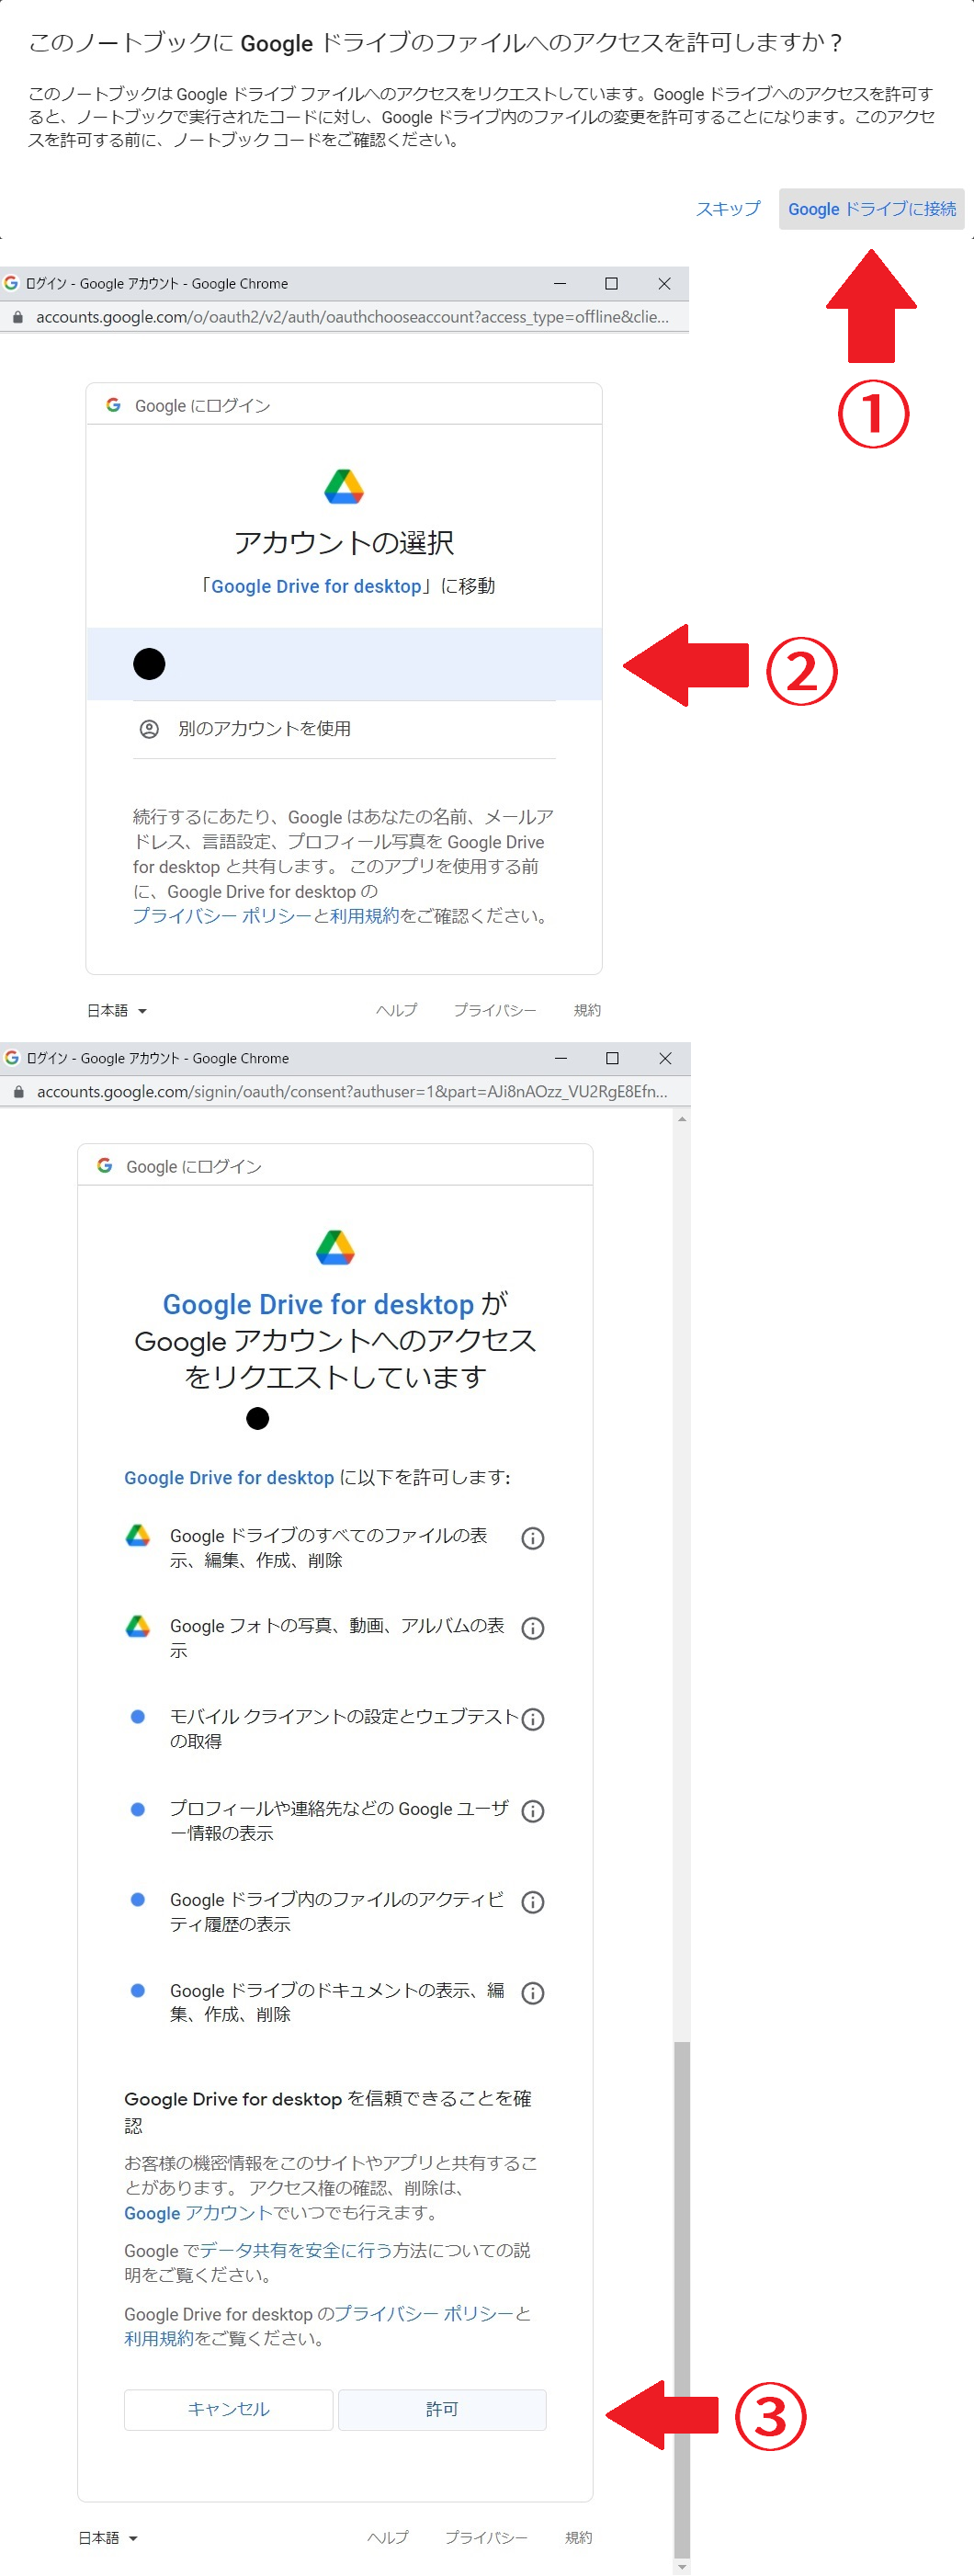 このノートブックに Google ドライブのファイルへのアクセスを許可しますか？
このノートブックは Google ドライブ ファイルへのアクセスをリクエストしています。Google ドライブへのアクセスを許可す
ると、ノートブックで実行されたコードに対し、Google ドライブ内のファイルの変更を許可することになります。このアクセ
スを許可する前に、ノートブック コードをご確認ください。
スキップ Google ドライブに接続
①
ログイン - Google アカウント - Google Chrome
accounts.google.com/o/oauth2/v2/auth/oauthchooseaccount?access_type=offline&clie...
Google にログイン
アカウントの選択
「Google Drive for desktop」に移動
②
別のアカウントを使用
続行するにあたり、Google はあなたの名前、メールア
ドレス、言語設定、プロフィール写真を Google Drive
for desktop と共有します。 このアプリを使用する前
に、Google Drive for desktop の
プライバシー ポリシーと利用規約をご確認ください。
日本語 ヘルプ プライバシー 規約
ログイン - Google アカウント - Google Chrome
accounts.google.com/signin/oauth/consent?authuser=1&part=AJi8nAOzz_VU2RgE8Efn...
Google にログイン
Google Drive for desktop が
Google アカウントへのアクセス
をリクエストしています
Google Drive for desktop に以下を許可します:
Google ドライブのすべてのファイルの表
示、編集、作成、削除
Google フォトの写真、動画、アルバムの表
示
モバイル クライアントの設定とウェブテスト
の取得
プロフィールや連絡先などの Google ユーザ
ー情報の表示
Google ドライブ内のファイルのアクティビ
ティ履歴の表示
Google ドライブのドキュメントの表示、編
集、作成、削除
Google Drive for desktop を信頼できることを確
認
お客様の機密情報をこのサイトやアプリと共有するこ
とがあります。 アクセス権の確認、削除は、
Google アカウントでいつでも行えます。
Google でデータ共有を安全に行う方法についての説
明をご覧ください。
Google Drive for desktop のプライバシー ポリシーと
利用規約をご覧ください。
キャンセル 許可
③
日本語 ヘルプ プライバシー 規約